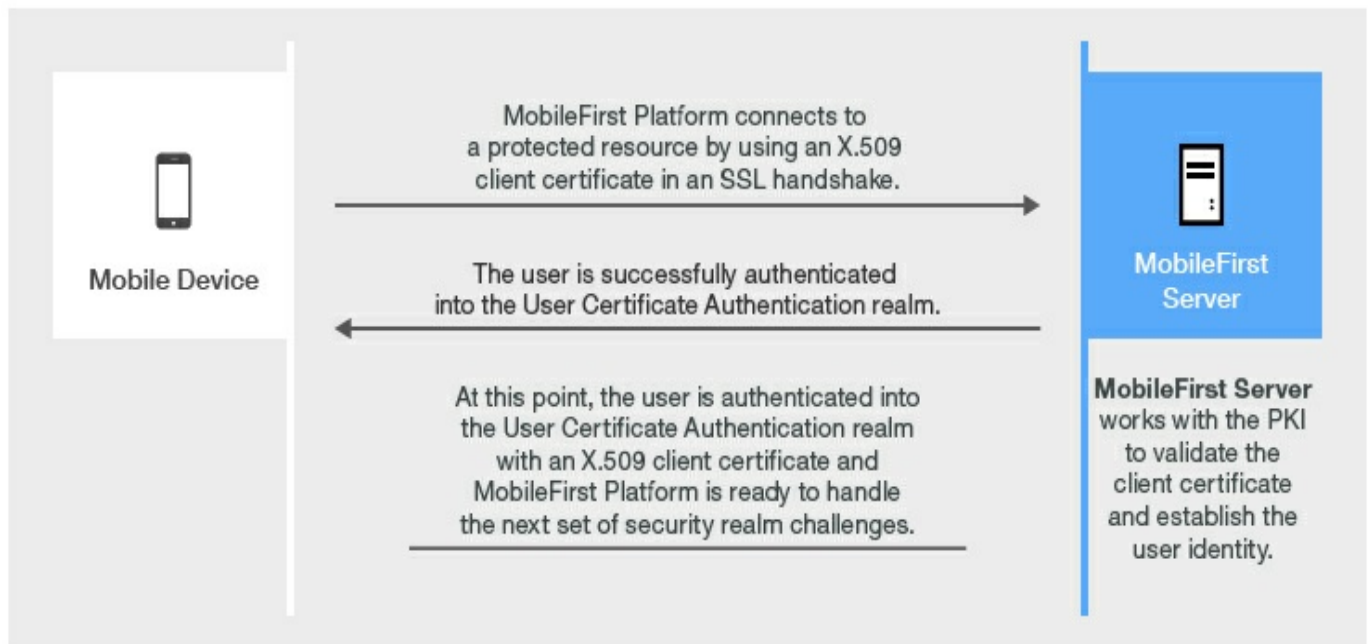 MobileFirst Platform connects to
a protected resource by using an X.509
client certificate in an SSL handshake.
Mobile Device
The user is successfully authenticated
into the User Certificate Authentication realm.
MobileFirst
Server
At this point, the user is authenticated into
the User Certificate Authentication realm
with an X.509 client certificate and
MobileFirst Platform is ready to handle
the next set of security realm challenges.
MobileFirst Server
works with the PKI
to validate the
client certificate
and establish the
user identity.